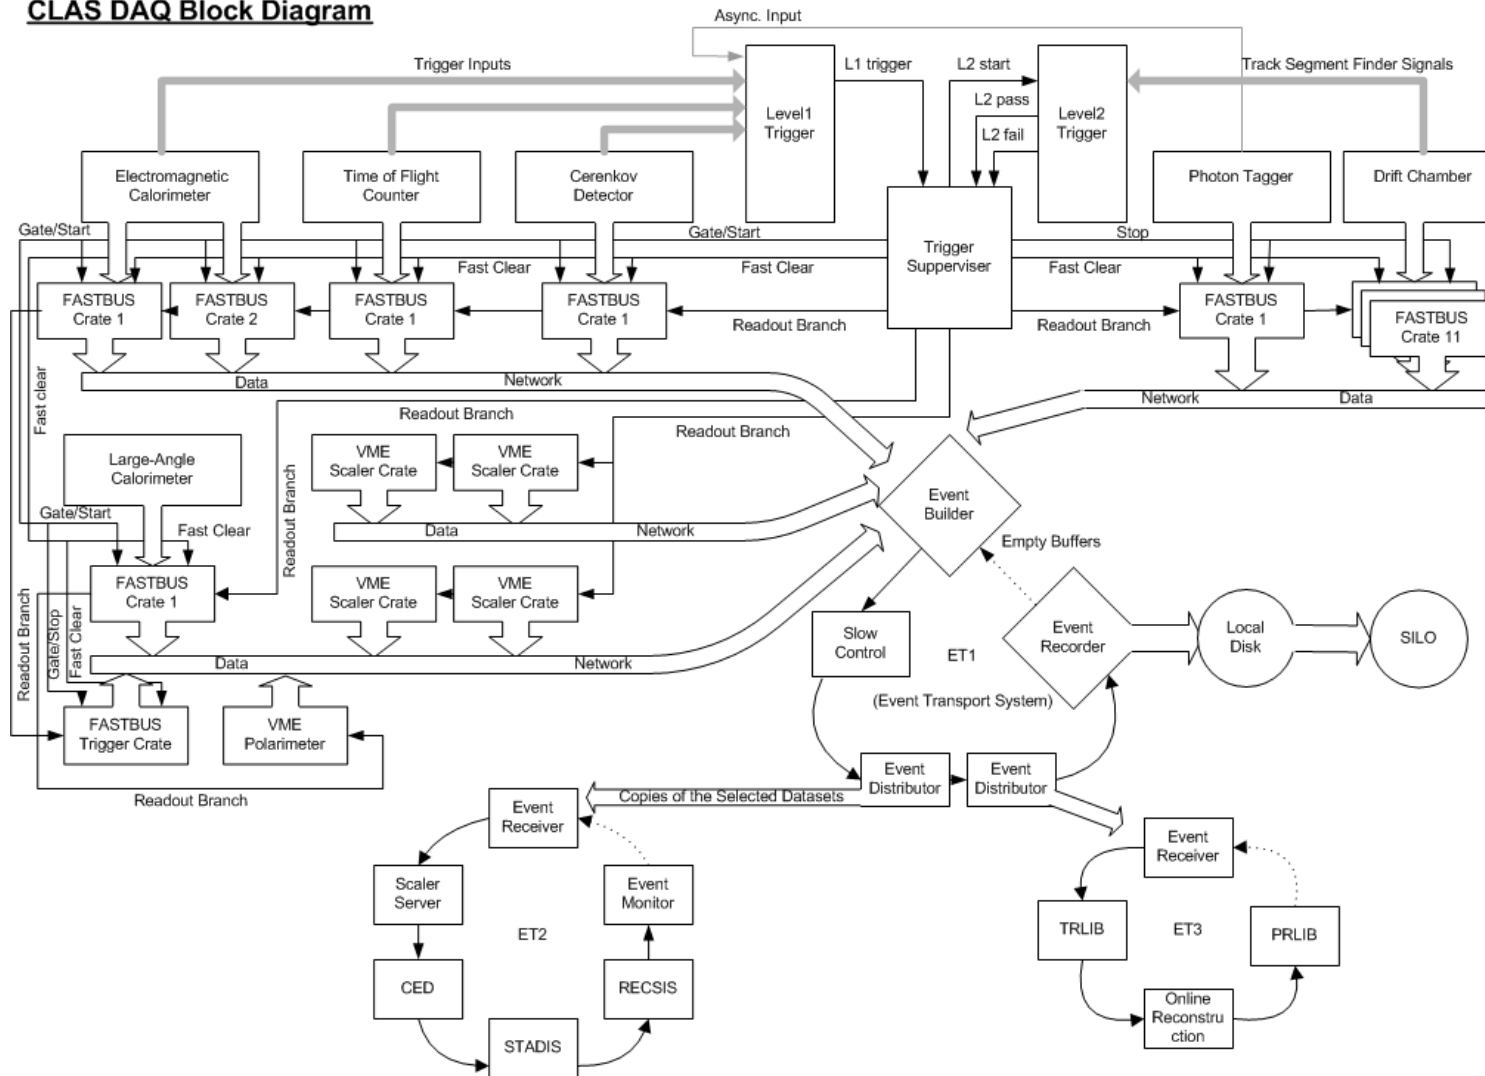 CLAS DAQ Block Diagram
Async. Input
Trigger Inputs
L1 trigger
L2 start
Track Segment Finder Signals
L2 pass
Level1
Trigger
Level2
Trigger
L2 fail
Electromagnetic
Calorimeter
Time of Flight
Counter
Cerenkov
Detector
Photon Tagger
Drift Chamber
Gate/Start
Gate/Start
Stop
Trigger
Supperviser
Fast Clear
Fast Clear
Fast Clear
FASTBUS
Crate 1
FASTBUS
Crate 2
FASTBUS
Crate 1
FASTBUS
Crate 1
FASTBUS
Crate 1
FASTBUS
Crate 11
Readout Branch
Readout Branch
Data
Network
Network
Data
Fast clear
Readout Branch
Readout Branch
Large-Angle
Calorimeter
VME
Scaler Crate
VME
Scaler Crate
Readout Branch
Event
Builder
Gate/Start
Fast Clear
Data
Network
Empty Buffers
FASTBUS
Crate 1
VME
Scaler Crate
VME
Scaler Crate
Readout Branch
Gate/Stop
Fast Clear
Slow
Control
ET1
Event
Recorder
Local
Disk
SILO
Data
Network
(Event Transport System)
FASTBUS
Trigger Crate
VME
Polarimeter
Readout Branch
Event
Distributor
Event
Distributor
Copies of the Selected Datasets
Event
Receiver
Event
Receiver
Scaler
Server
Event
Monitor
ET2
TRLIB
ET3
PRLIB
CED
RECSIS
Online
Reconstru
ction
STADIS